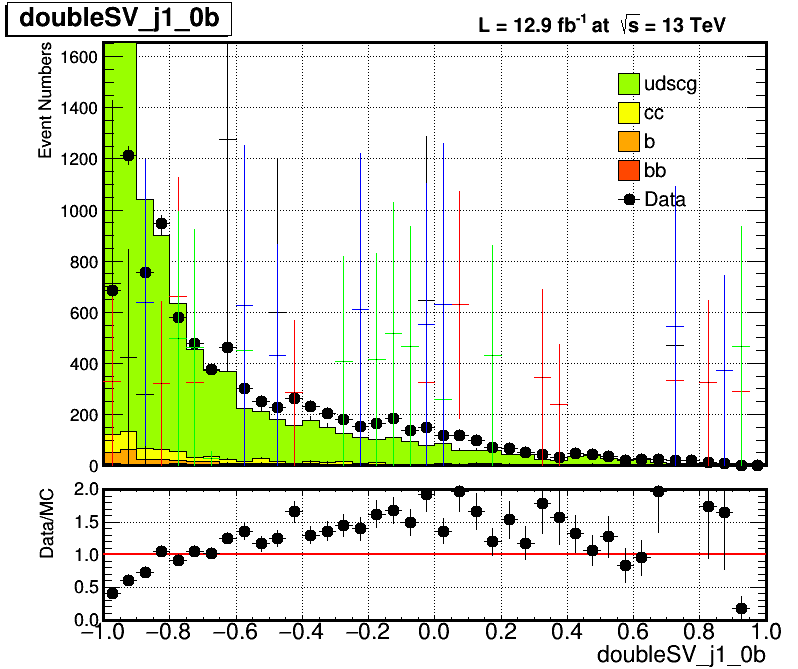 doubleSV_j1_0b
L = 12.9 fb-1 at √s = 13 TeV
Event Numbers
1600
1400
1200
1000
800
600
400
200
0
udscg
cc
b
bb
Data
Data/MC
2.0
1.5
1.0
0.5
0.0
−1.0 −0.8 −0.6 −0.4 −0.2 0.0 0.2 0.4 0.6 0.8 1.0
doubleSV_j1_0b